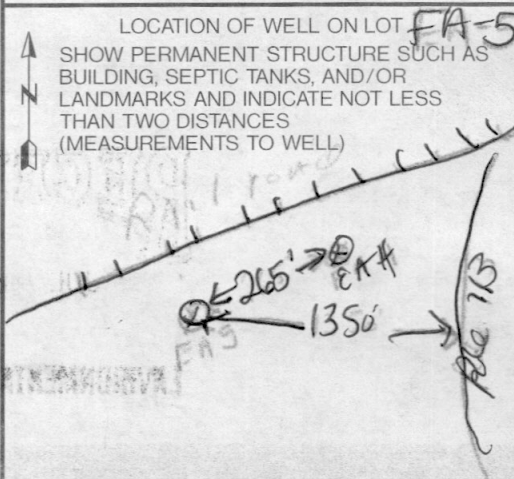 LOCATION OF WELL ON LOT FA-5
SHOW PERMANENT STRUCTURE SUCH AS
BUILDING, SEPTIC TANKS, AND/OR
LANDMARKS AND INDICATE NOT LESS
THAN TWO DISTANCES
(MEASUREMENTS TO WELL)
N
265'
1350'
FA5
113